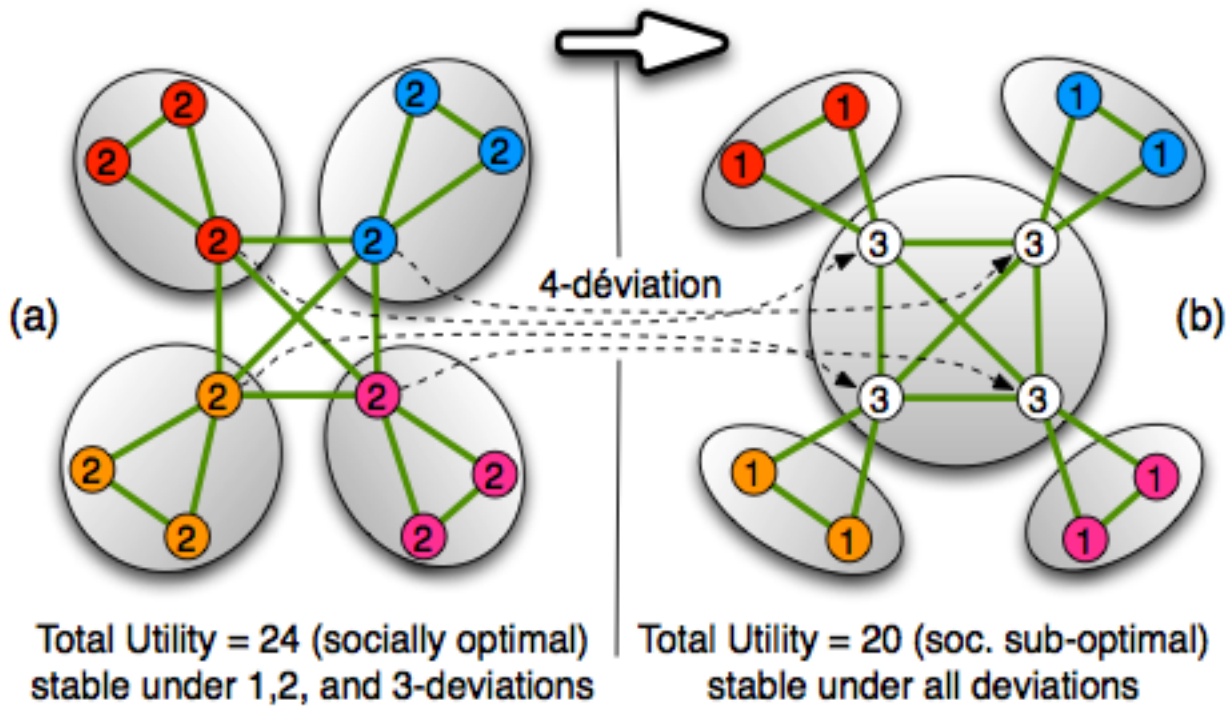 2 2
2 2
2 2
4-déviation
(a)
2 2
2 2
2 2
1 1
1 1
3 3
(b)
3 3
1 1
1 1
Total Utility = 24 (socially optimal)
stable under 1,2, and 3-deviations
Total Utility = 20 (soc. sub-optimal)
stable under all deviations